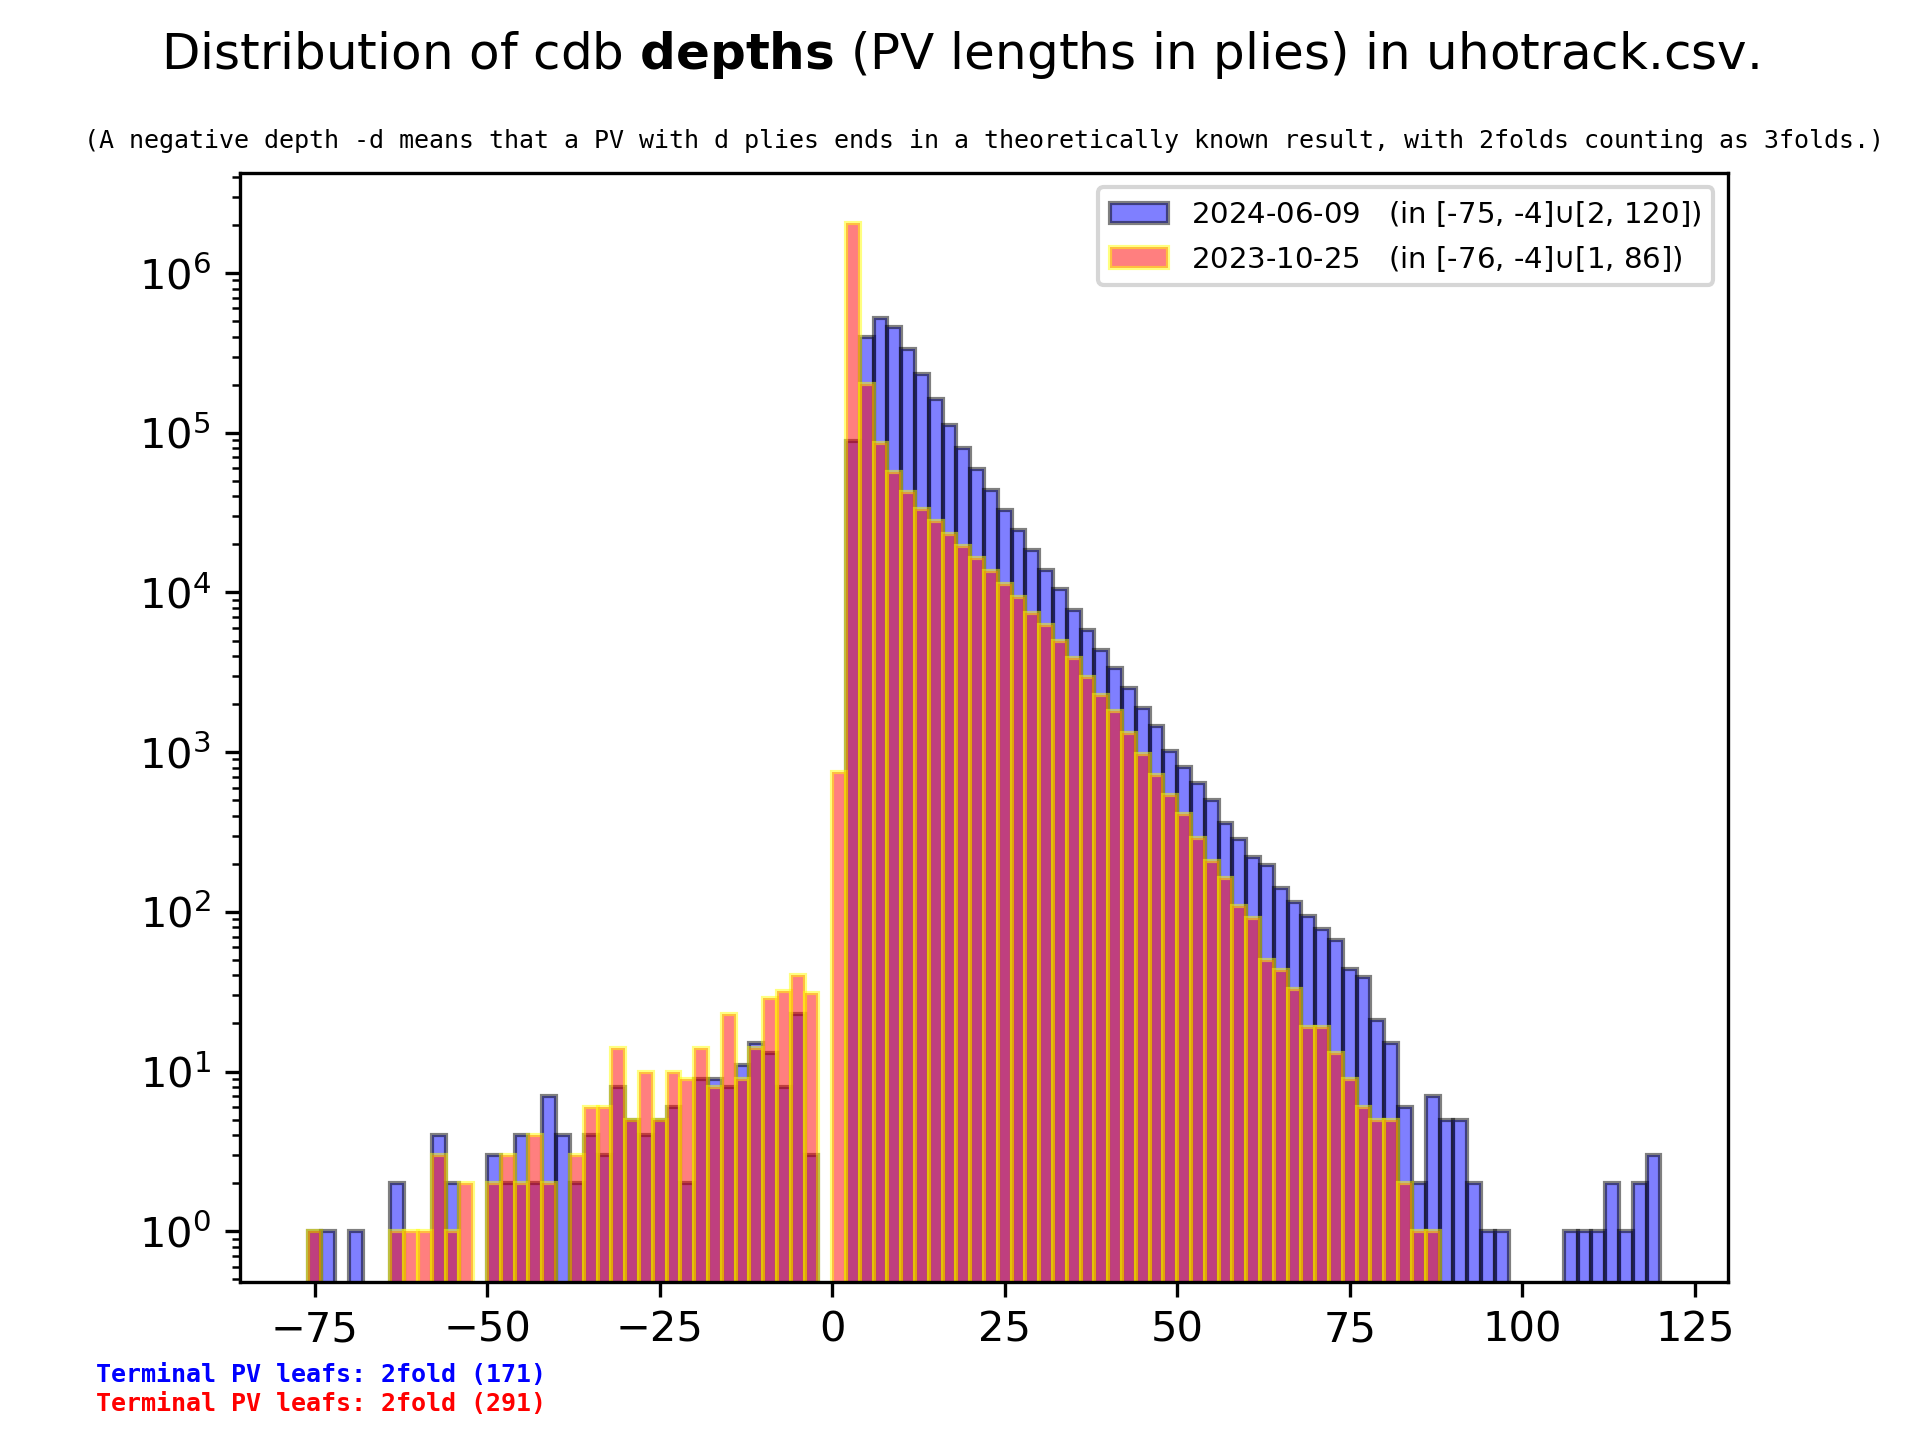 Distribution of cdb depths (PV lengths in plies) in uhotrack.csv.
(A negative depth -d means that a PV with d plies ends in a theoretically known result, with 2folds counting as 3folds.)
2024-06-09 (in [-75, -4]∪[2, 120])
2023-10-25 (in [-76, -4]∪[1, 86])
10⁶
10⁵
10⁴
10³
10²
10¹
10⁰
−75 −50 −25 0 25 50 75 100 125
Terminal PV leafs: 2fold (171)
Terminal PV leafs: 2fold (291)